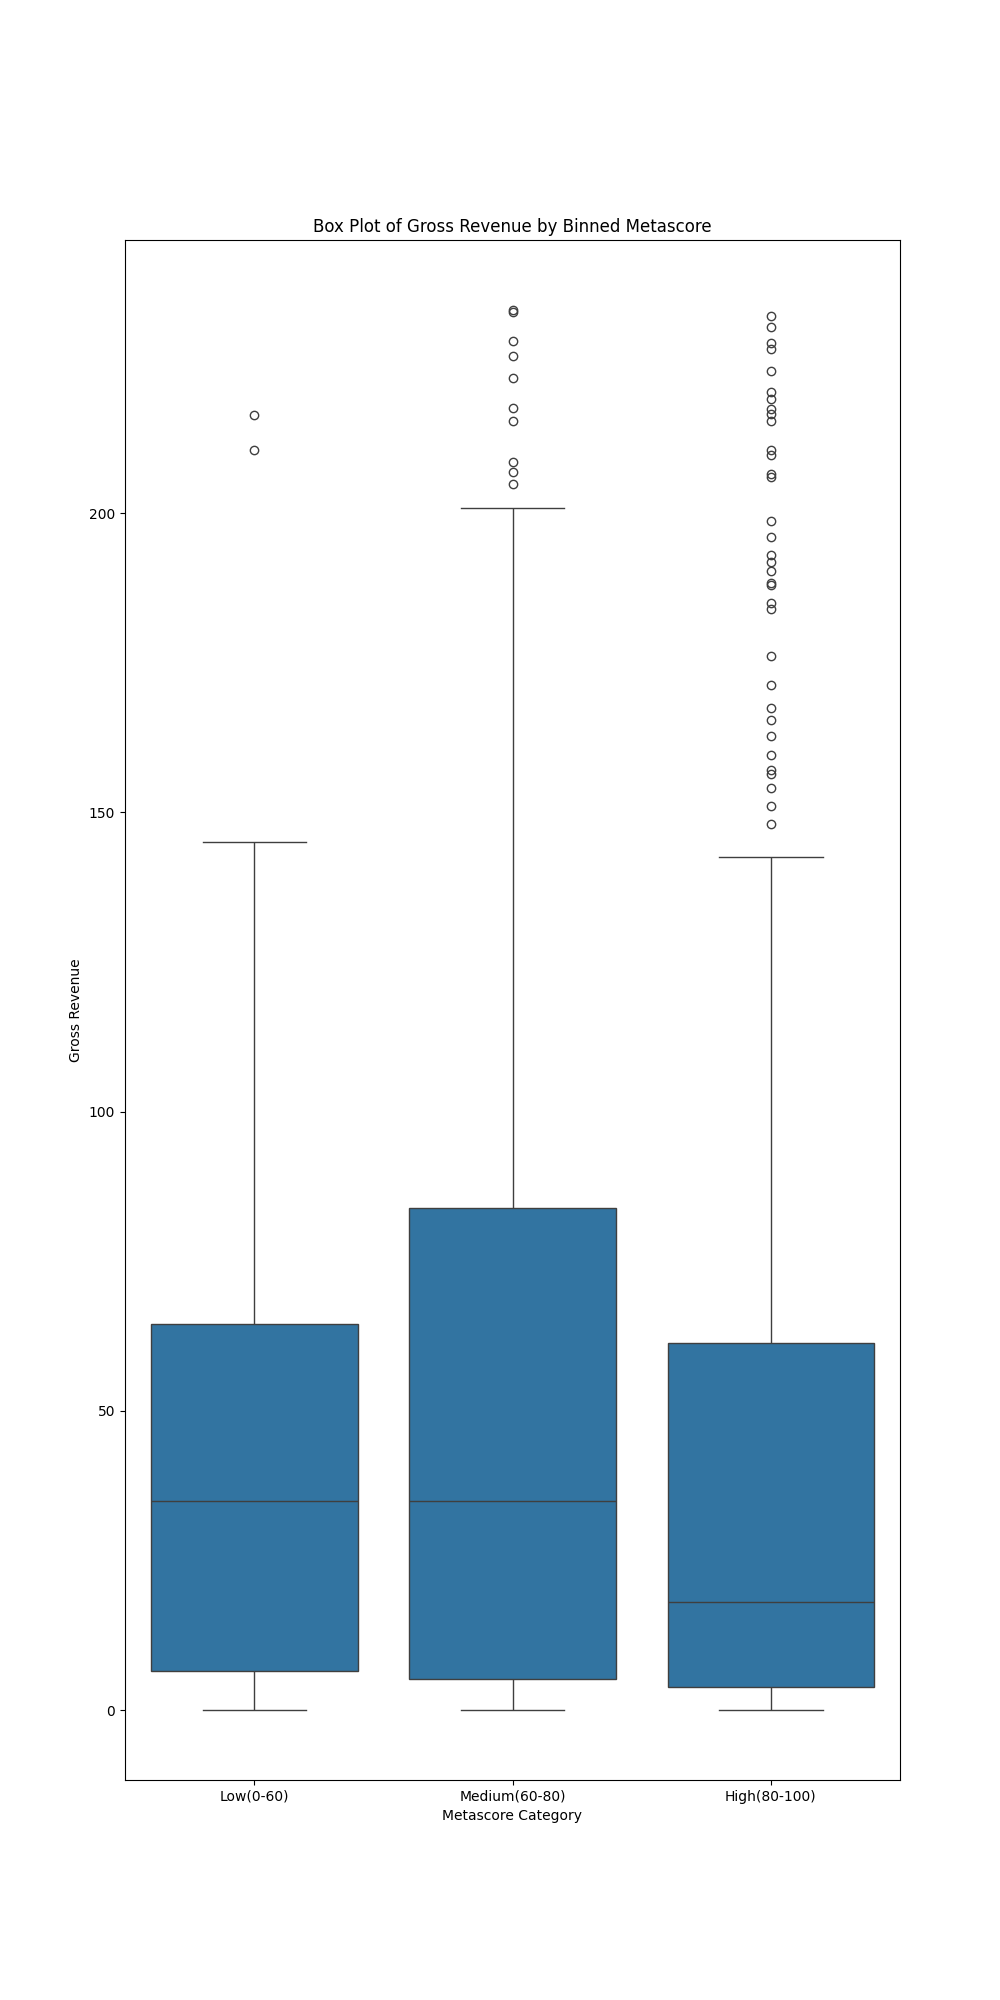 Box Plot of Gross Revenue by Binned Metascore
200
150
100
50
0
Gross Revenue
Low(0-60)
Medium(60-80)
High(80-100)
Metascore Category